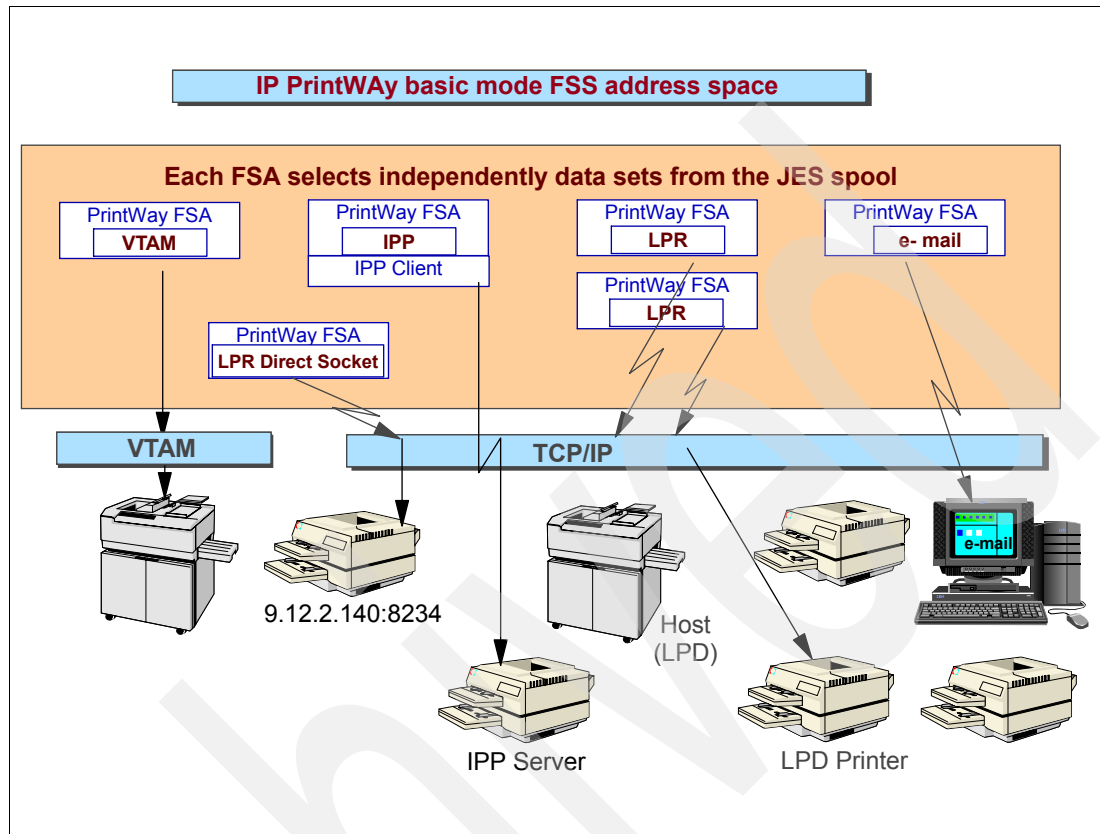 IP PrintWAy basic mode FSS address space
Each FSA selects independently data sets from the JES spool
PrintWay FSA
VTAM
PrintWay FSA
IPP
IPP Client
PrintWay FSA
LPR
PrintWay FSA
e- mail
PrintWay FSA
LPR
PrintWay FSA
LPR Direct Socket
VTAM
TCP/IP
e-mail
9.12.2.140:8234
Host
(LPD)
IPP Server
LPD Printer